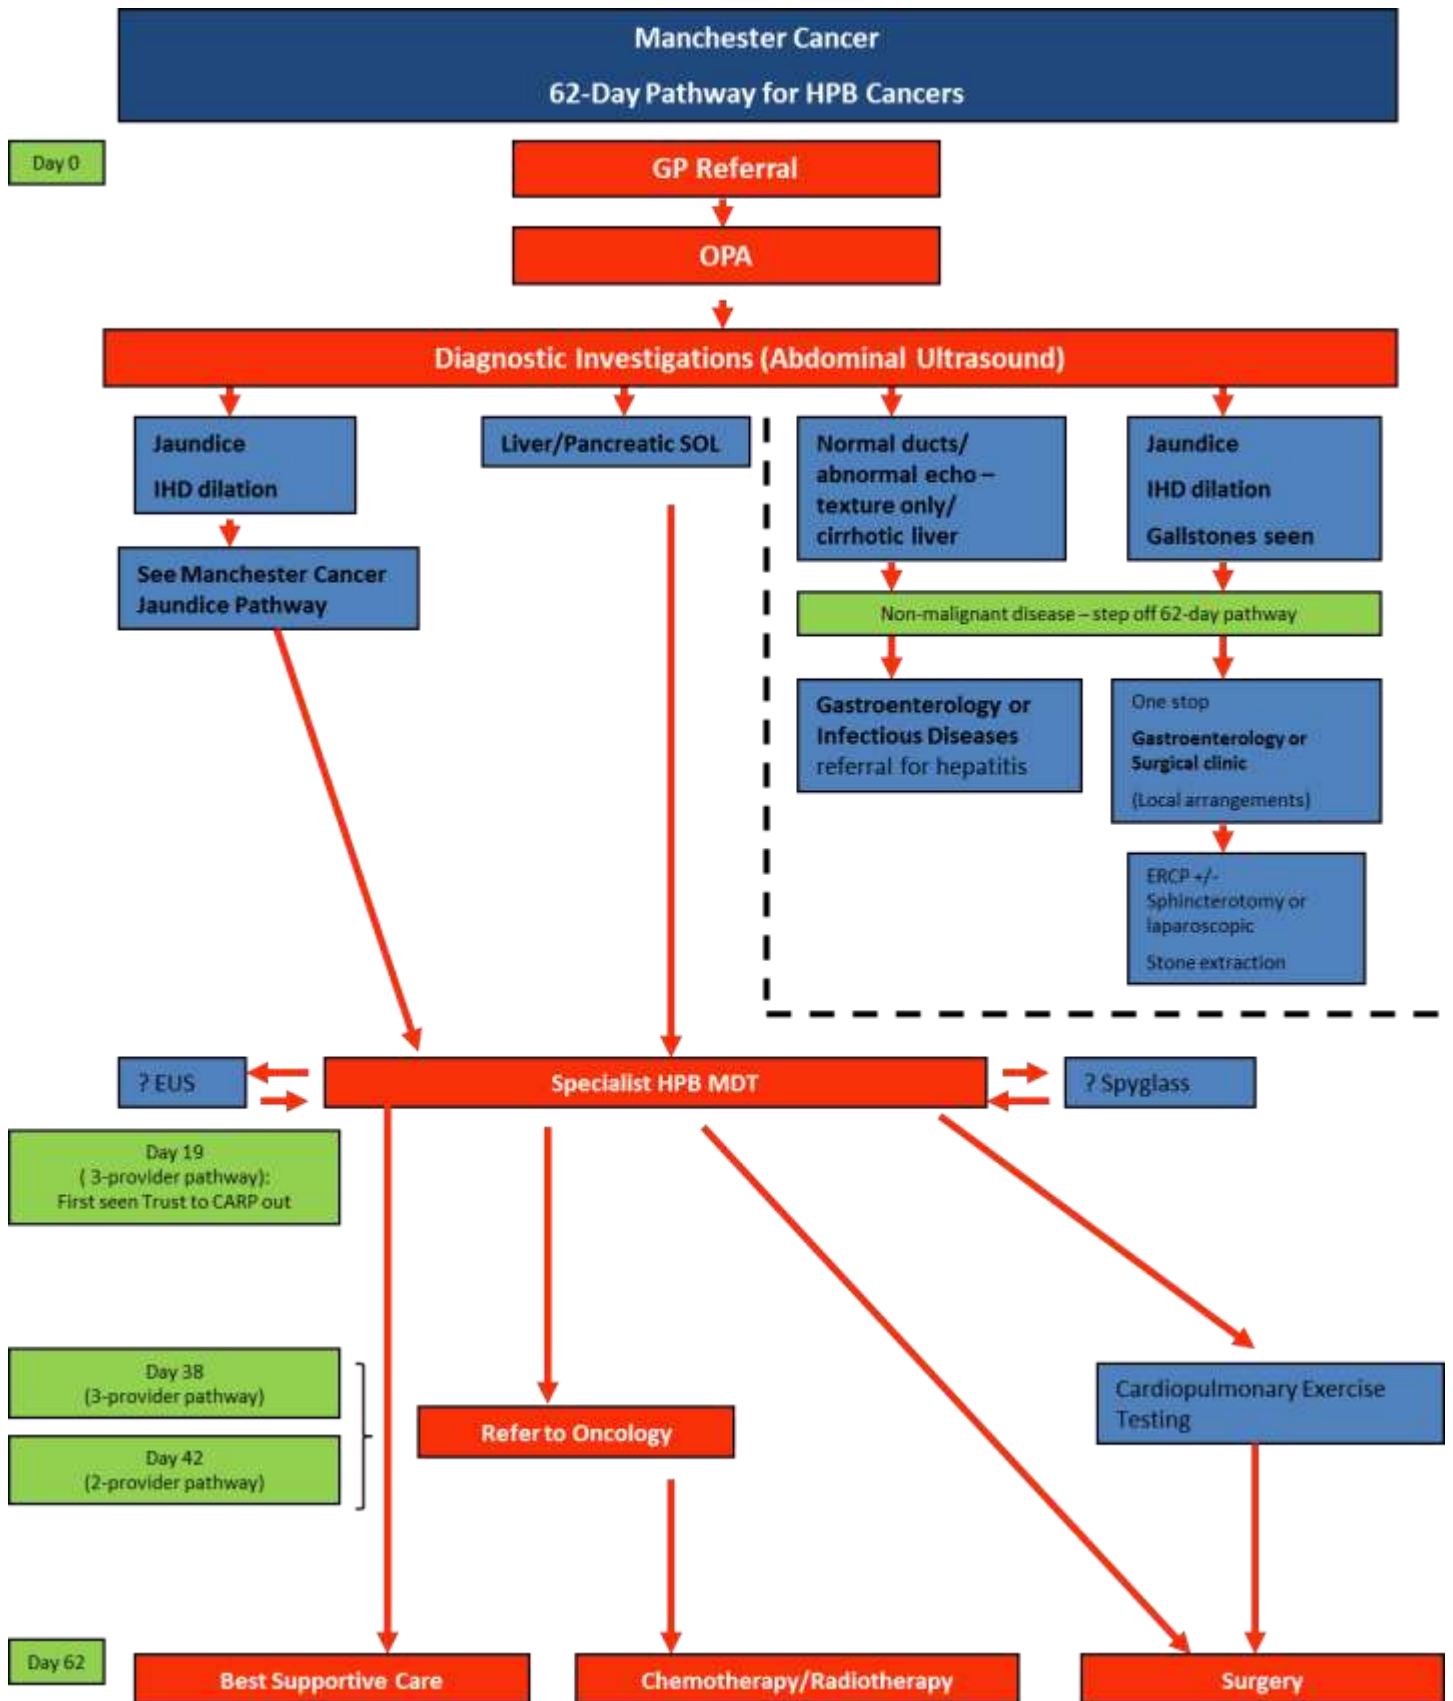 Manchester Cancer
62-Day Pathway for HPB Cancers
Day 0
GP Referral
OPA
Diagnostic Investigations (Abdominal Ultrasound)
Jaundice
IHD dilation
See Manchester Cancer
Jaundice Pathway
Liver/Pancreatic SOL
Normal ducts/
abnormal echo –
texture only/
cirrhotic liver
Jaundice
IHD dilation
Gallstones seen
Non-malignant disease – step off 62-day pathway
Gastroenterology or
Infectious Diseases
referral for hepatitis
One stop
Gastroenterology or
Surgical clinic
(Local arrangements)
ERCP +/-
Sphincterotomy or
laparoscopic
Stone extraction
? EUS
Specialist HPB MDT
? Spyglass
Day 19
( 3-provider pathway):
First seen Trust to CARP out
Day 38
(3-provider pathway)
Day 42
(2-provider pathway)
Refer to Oncology
Cardiopulmonary Exercise
Testing
Day 62
Best Supportive Care
Chemotherapy/Radiotherapy
Surgery